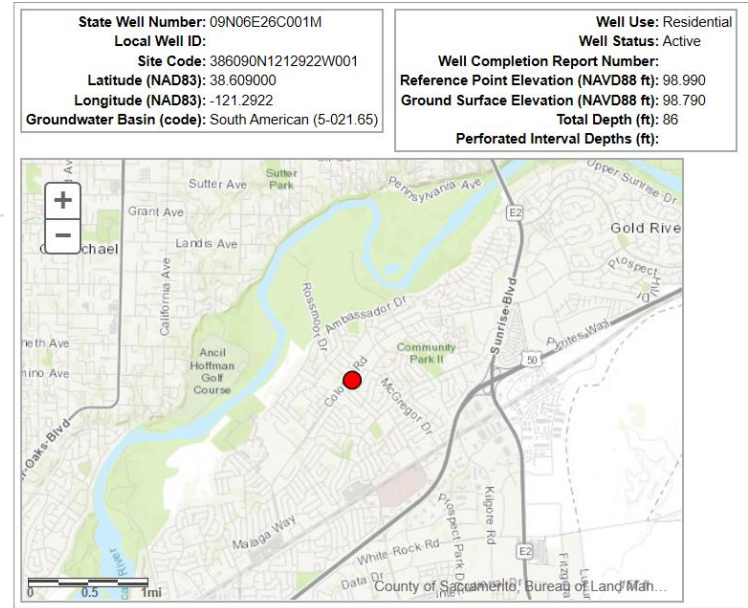 State Well Number: 09N06E26C001M
Local Well ID:
Site Code: 386090N1212922W001
Latitude (NAD83): 38.609000
Longitude (NAD83): -121.2922
Groundwater Basin (code): South American (5-021.65)
Well Use: Residential
Well Status: Active
Well Completion Report Number:
Reference Point Elevation (NAVD88 ft): 98.990
Ground Surface Elevation (NAVD88 ft): 98.790
Total Depth (ft): 86
Perforated Interval Depths (ft):
+
−
Sutter Ave
Sutter
Park
Pennsylvania Ave
Upper Sunrise Dr
Grant Ave
E2
Landis Ave
chael
Gold Rive
California Ave
Rossmoor Dr
Prospect
Hill Dr
Ambassador Dr
Sunrise-Blvd
Pyrites Way
neth Ave
Ancil
Hoffman
Golf
Course
Community
Park II
50
mino Ave
McGregor Dr
r-Oaks-Blvd
Malaga Way
Prospect Park Dr
Kilgore Rd
White Rock Rd
E2
Data Dr
County of Sacramento, Bureau of Land Man...
0 0.5 1mi